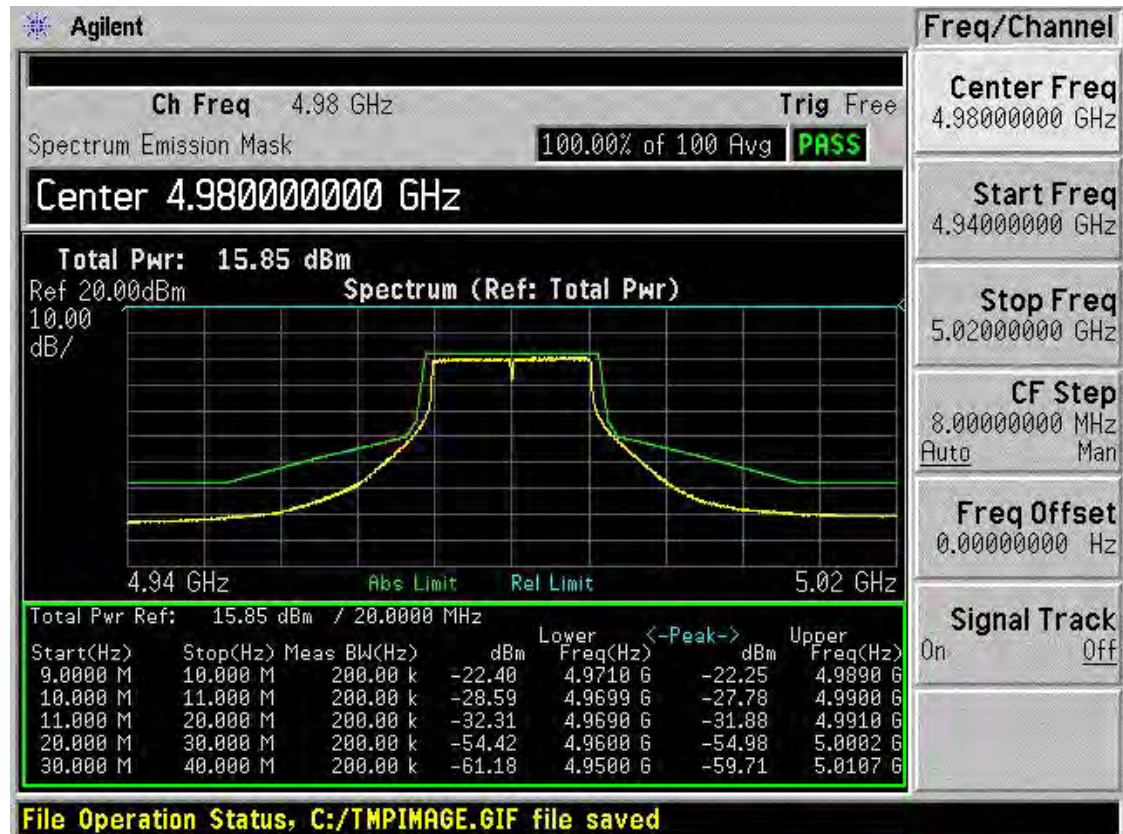 Agilent
Freq/Channel
Ch Freq 4.98 GHz Trig Free
Spectrum Emission Mask 100.00% of 100 Avg PASS
Center 4.980000000 GHz
Total Pwr: 15.85 dBm
Ref 20.00dBm Spectrum (Ref: Total Pwr)
10.00
dB/
4.94 GHz Abs Limit Rel Limit 5.02 GHz
Total Pwr Ref: 15.85 dBm / 20.0000 MHz
Lower <-Peak-> Upper
Start(Hz) Stop(Hz) Meas BW(Hz) dBm Freq(Hz) dBm Freq(Hz)
9.0000 M 10.000 M 200.00 k -22.40 4.9710 G -22.25 4.9890 G
10.000 M 11.000 M 200.00 k -28.59 4.9699 G -27.78 4.9900 G
11.000 M 20.000 M 200.00 k -32.31 4.9690 G -31.88 4.9910 G
20.000 M 30.000 M 200.00 k -54.42 4.9600 G -54.98 5.0002 G
30.000 M 40.000 M 200.00 k -61.18 4.9500 G -59.71 5.0107 G
Center Freq
4.98000000 GHz
Start Freq
4.94000000 GHz
Stop Freq
5.02000000 GHz
CF Step
8.00000000 MHz
Auto Man
Freq Offset
0.00000000 Hz
Signal Track
On Off
File Operation Status, C:/TMPIMAGE.GIF file saved